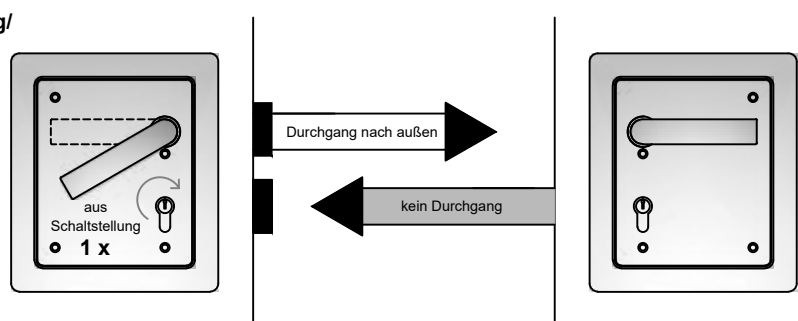 g/
Durchgang nach außen
kein Durchgang
aus
Schaltstellung
1 x